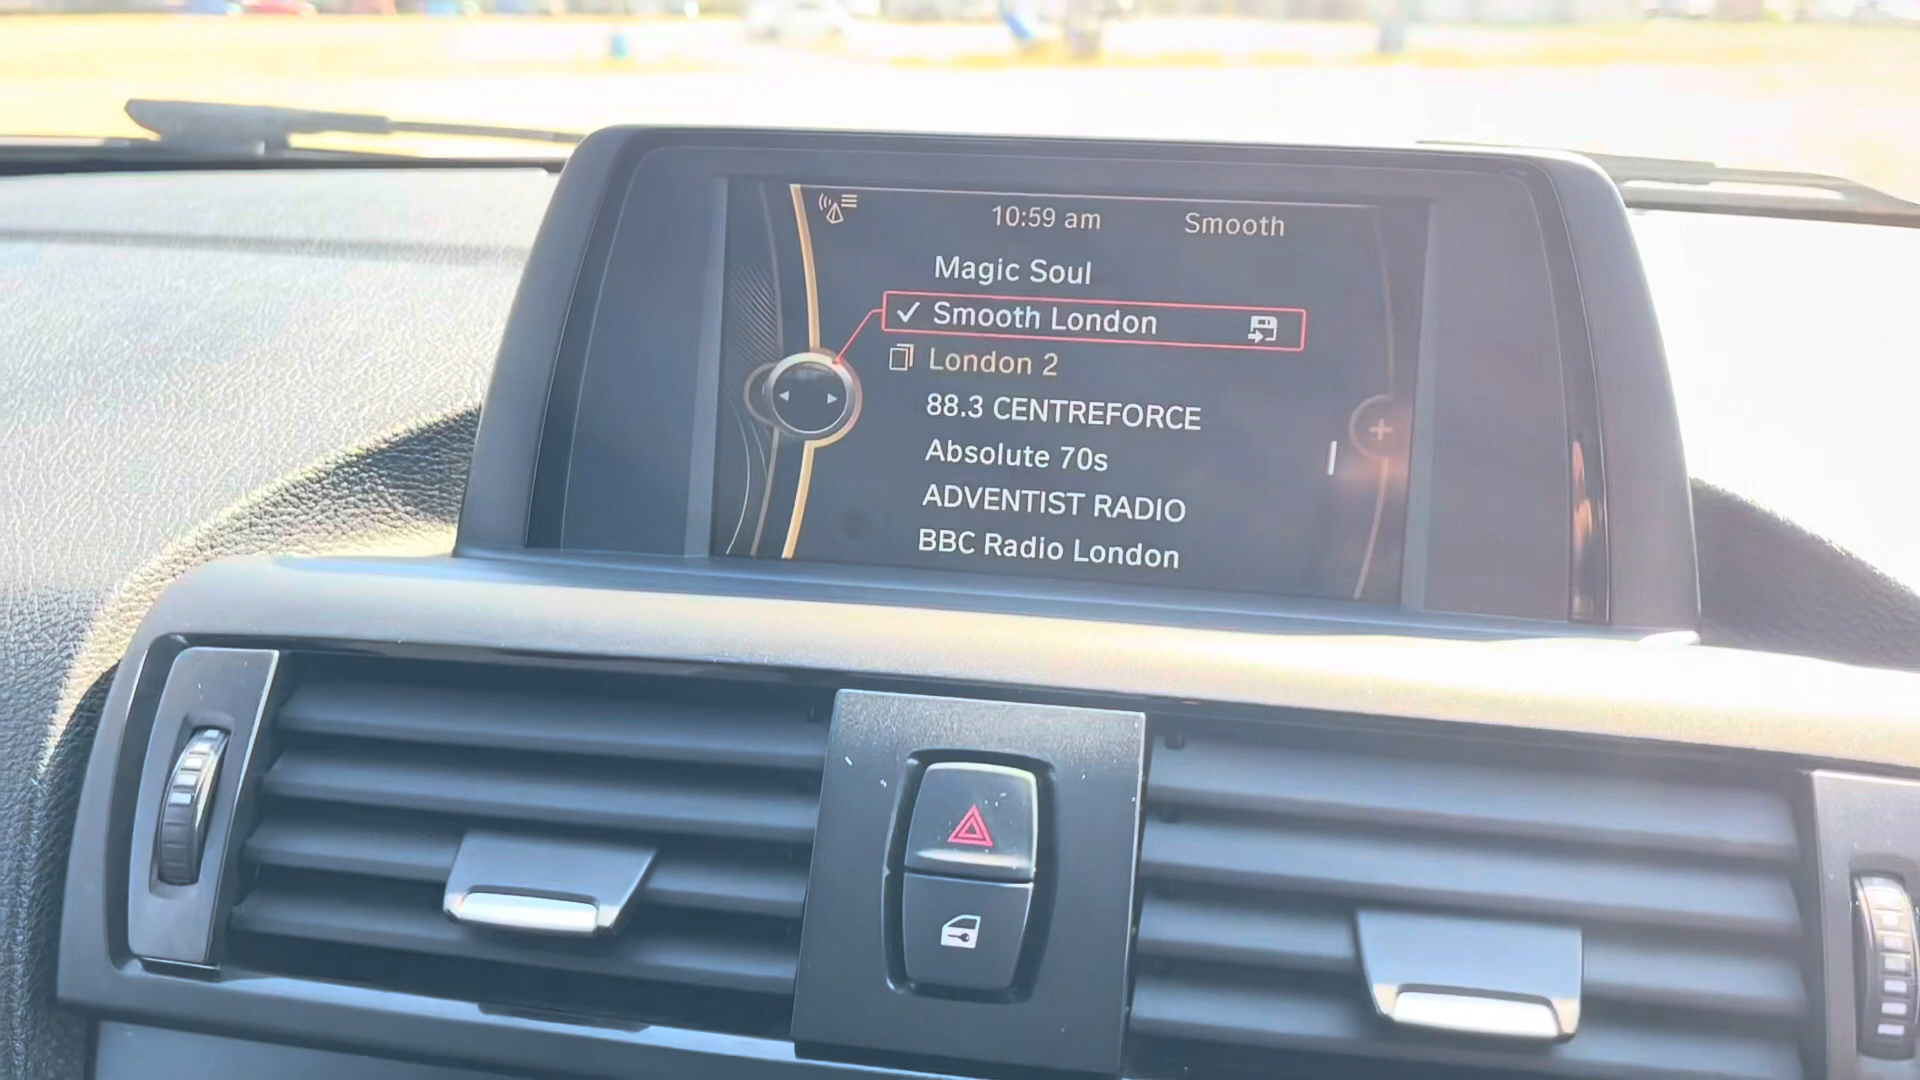 10:59 am Smooth
Magic Soul
Smooth London
London 2
88.3 CENTREFORCE
Absolute 70s
ADVENTIST RADIO
BBC Radio London